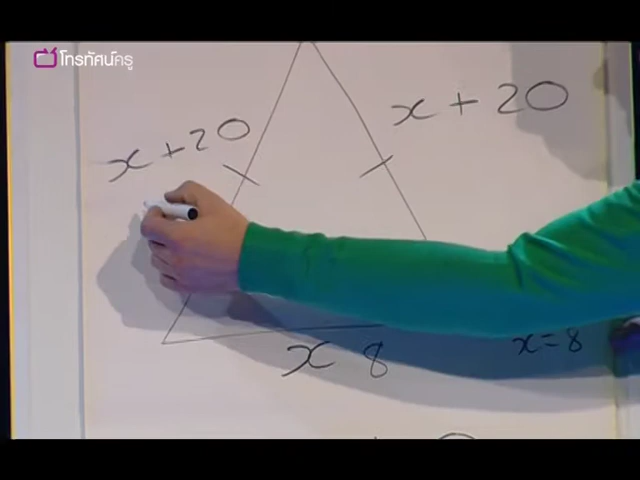 โทรทัศน์ครู
x + 20
x + 20
x 8
x = 8